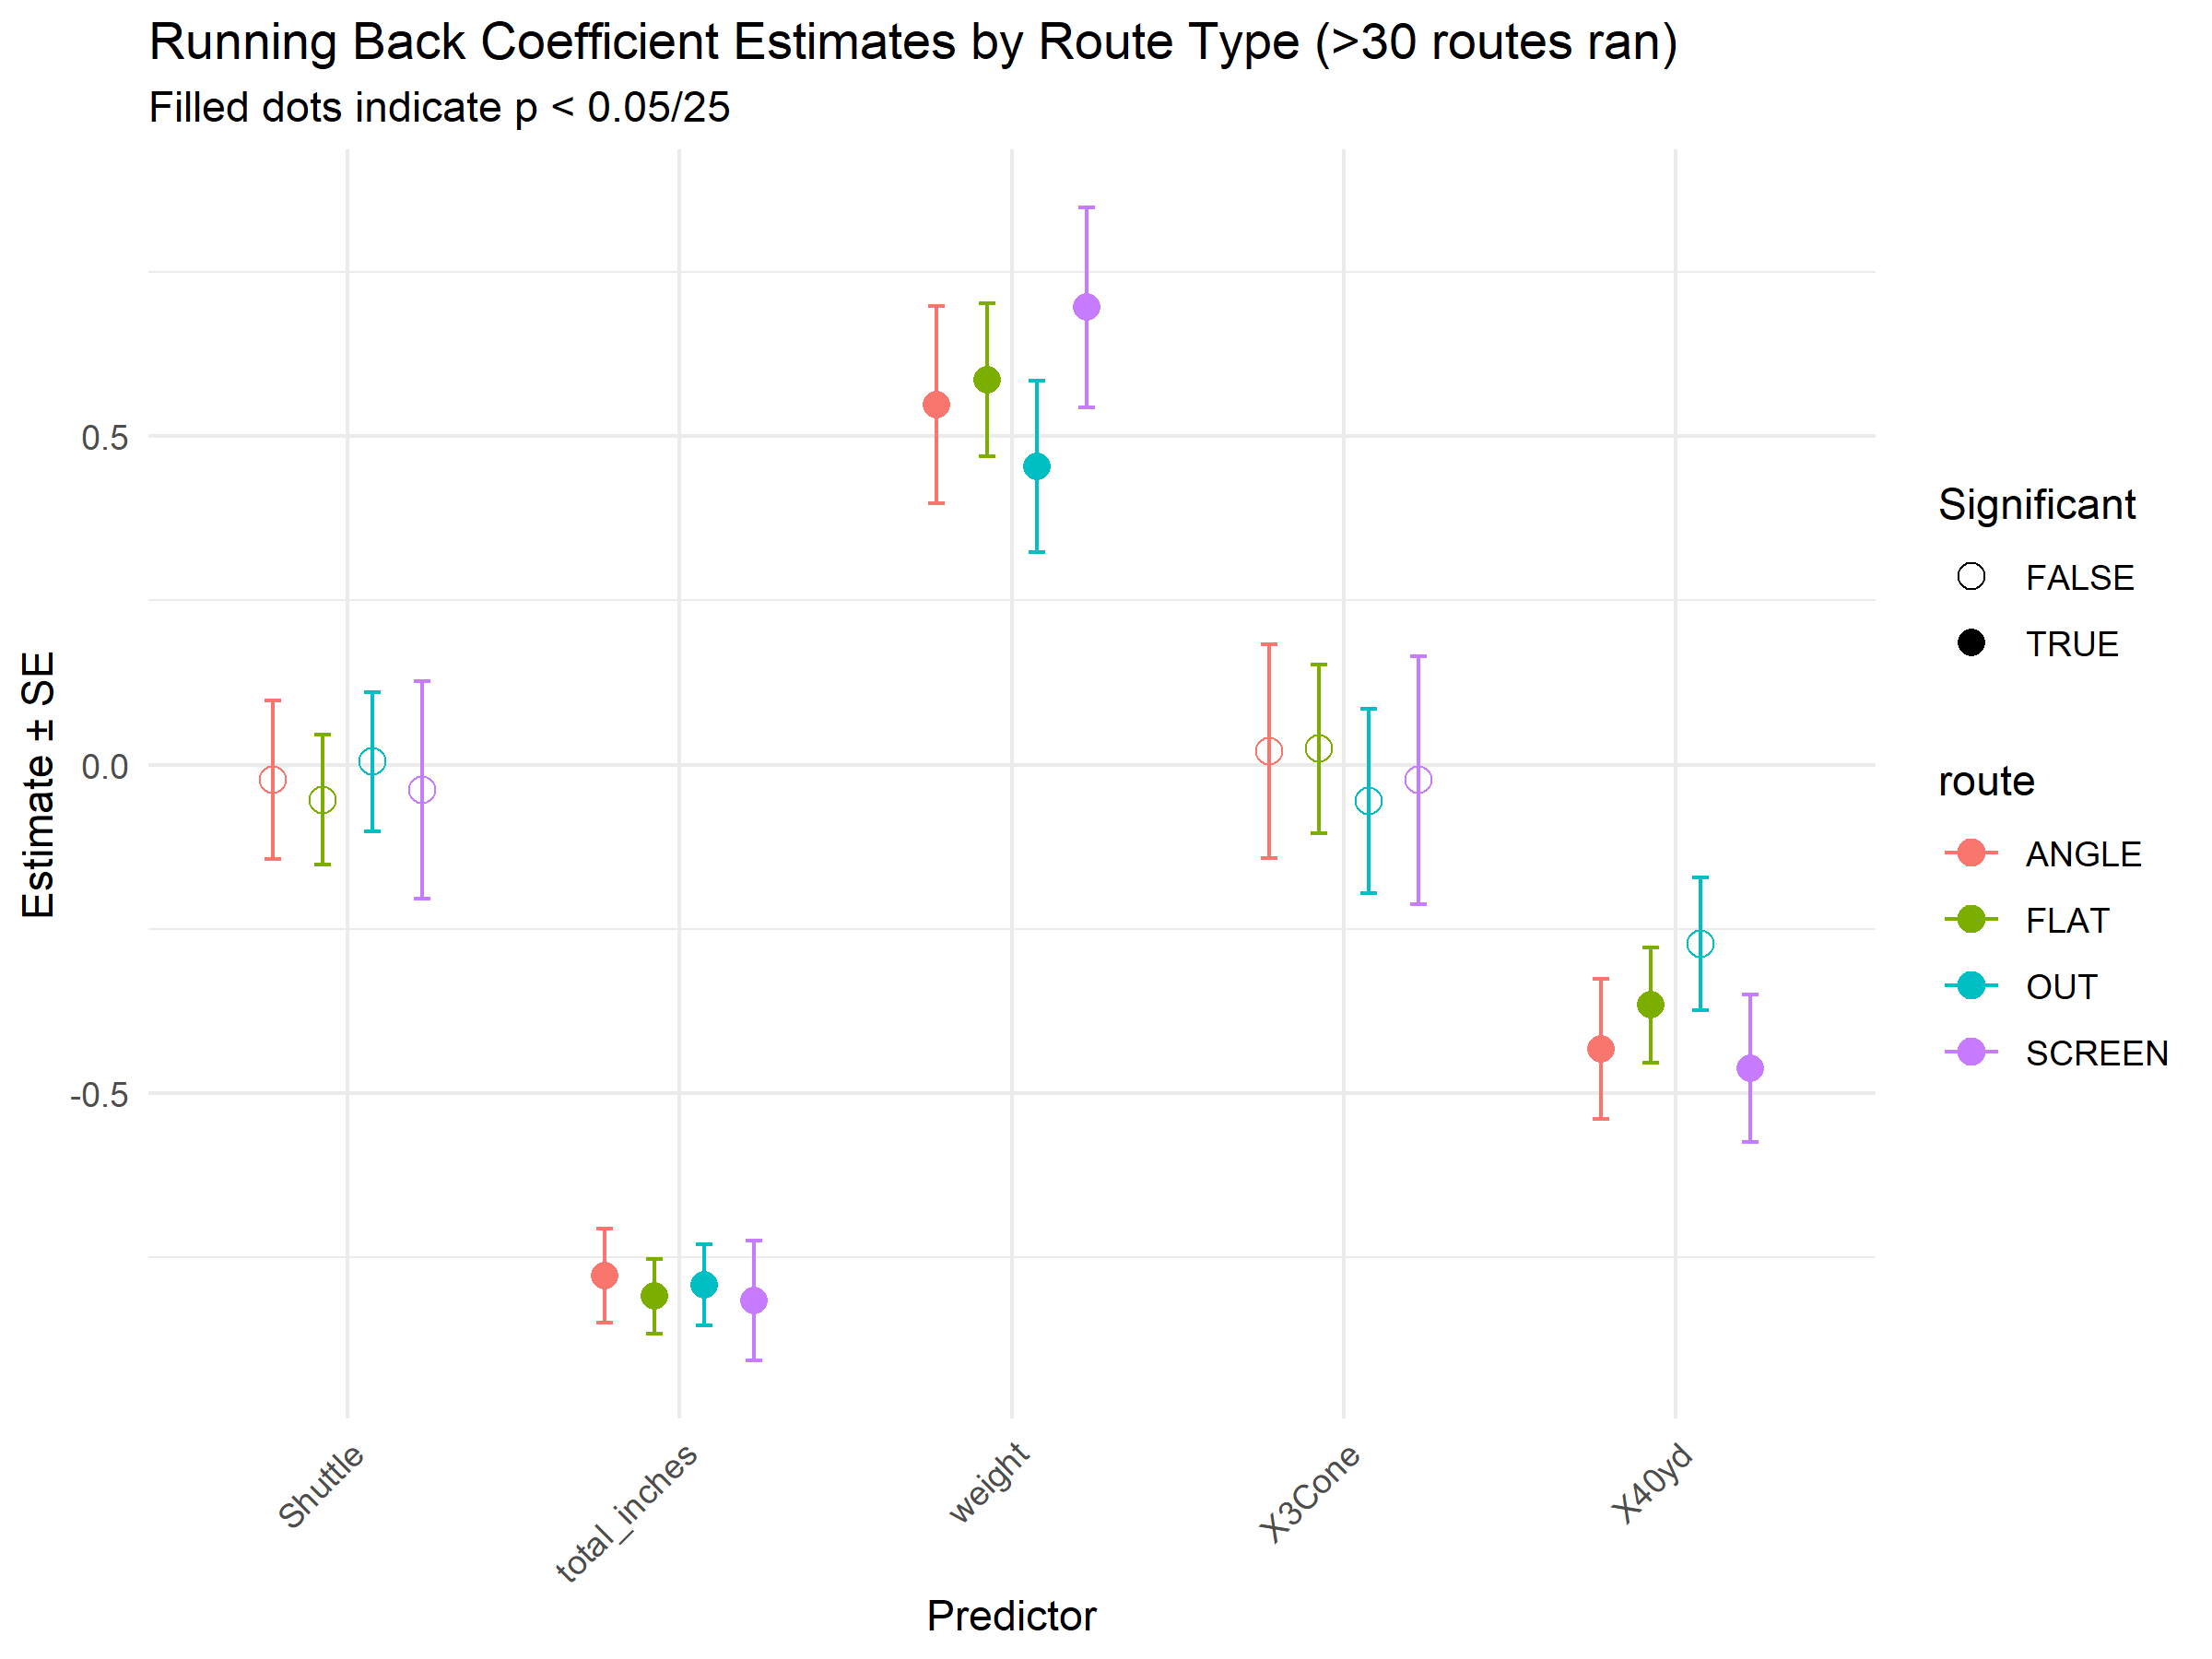 Running Back Coefficient Estimates by Route Type (>30 routes ran)
Filled dots indicate p < 0.05/25
Estimate ± SE
0.5
0.0
-0.5
Shuttle
total_inches
weight
X3Cone
X40yd
Predictor
Significant
FALSE
TRUE
route
ANGLE
FLAT
OUT
SCREEN